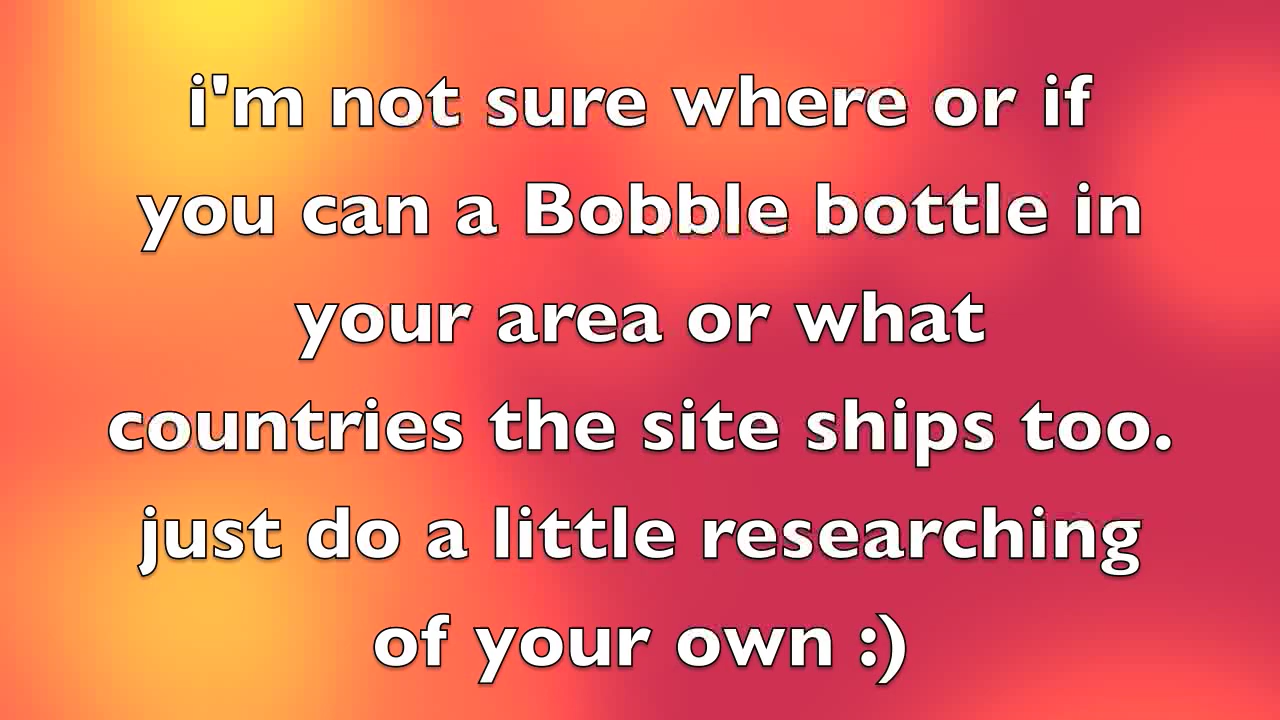 i'm not sure where or if
you can a Bobble bottle in
your area or what
countries the site ships too.
just do a little researching
of your own :)